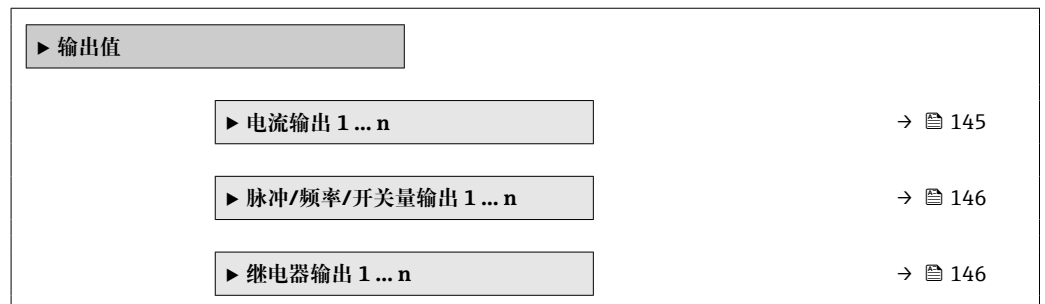 ▶ 输出值
▶ 电流输出 1 ... n → 145
▶ 脉冲/频率/开关量输出 1 ... n → 146
▶ 继电器输出 1 ... n → 146